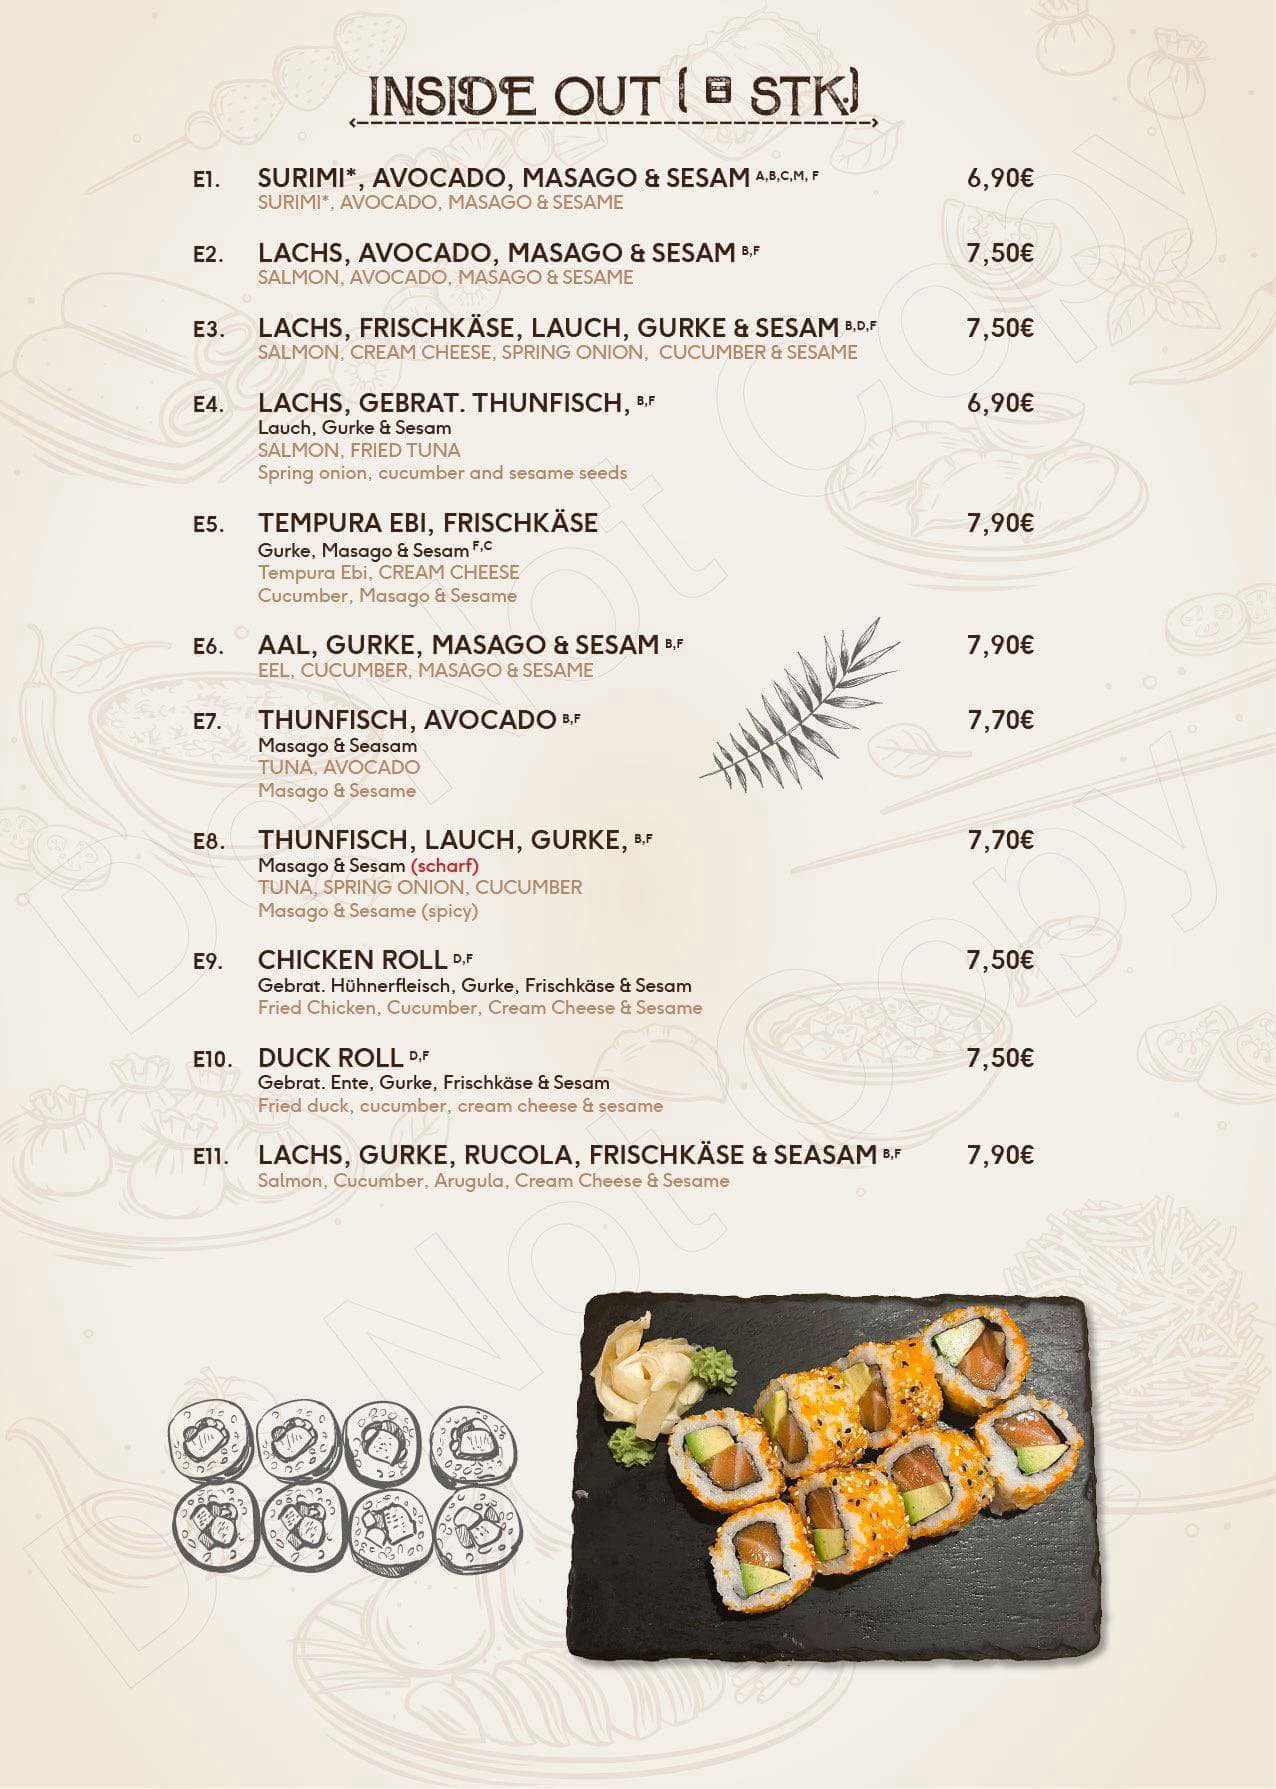 INSIDE OUT ( 8 STK.)
E1. SURIMI*, AVOCADO, MASAGO & SESAM A,B,C,M, F 6,90€
SURIMI*, AVOCADO, MASAGO & SESAME
E2. LACHS, AVOCADO, MASAGO & SESAM B,F 7,50€
SALMON, AVOCADO, MASAGO & SESAME
E3. LACHS, FRISCHKÄSE, LAUCH, GURKE & SESAM B,D,F 7,50€
SALMON, CREAM CHEESE, SPRING ONION, CUCUMBER & SESAME
E4. LACHS, GEBRAT. THUNFISCH, B,F 6,90€
Lauch, Gurke & Sesam
SALMON, FRIED TUNA
Spring onion, cucumber and sesame seeds
E5. TEMPURA EBI, FRISCHKÄSE 7,90€
Gurke, Masago & Sesam F,C
Tempura Ebi, CREAM CHEESE
Cucumber, Masago & Sesame
E6. AAL, GURKE, MASAGO & SESAM B,F 7,90€
EEL, CUCUMBER, MASAGO & SESAME
E7. THUNFISCH, AVOCADO B,F 7,70€
Masago & Seasam
TUNA, AVOCADO
Masago & Sesame
E8. THUNFISCH, LAUCH, GURKE, B,F 7,70€
Masago & Sesam (scharf)
TUNA, SPRING ONION, CUCUMBER
Masago & Sesame (spicy)
E9. CHICKEN ROLL D,F 7,50€
Gebrat. Hühnerfleisch, Gurke, Frischkäse & Sesam
Fried Chicken, Cucumber, Cream Cheese & Sesame
E10. DUCK ROLL D,F 7,50€
Gebrat. Ente, Gurke, Frischkäse & Sesam
Fried duck, cucumber, cream cheese & sesame
E11. LACHS, GURKE, RUCOLA, FRISCHKÄSE & SEASAM B,F 7,90€
Salmon, Cucumber, Arugula, Cream Cheese & Sesame
Do Not Copy
Do Not Copy